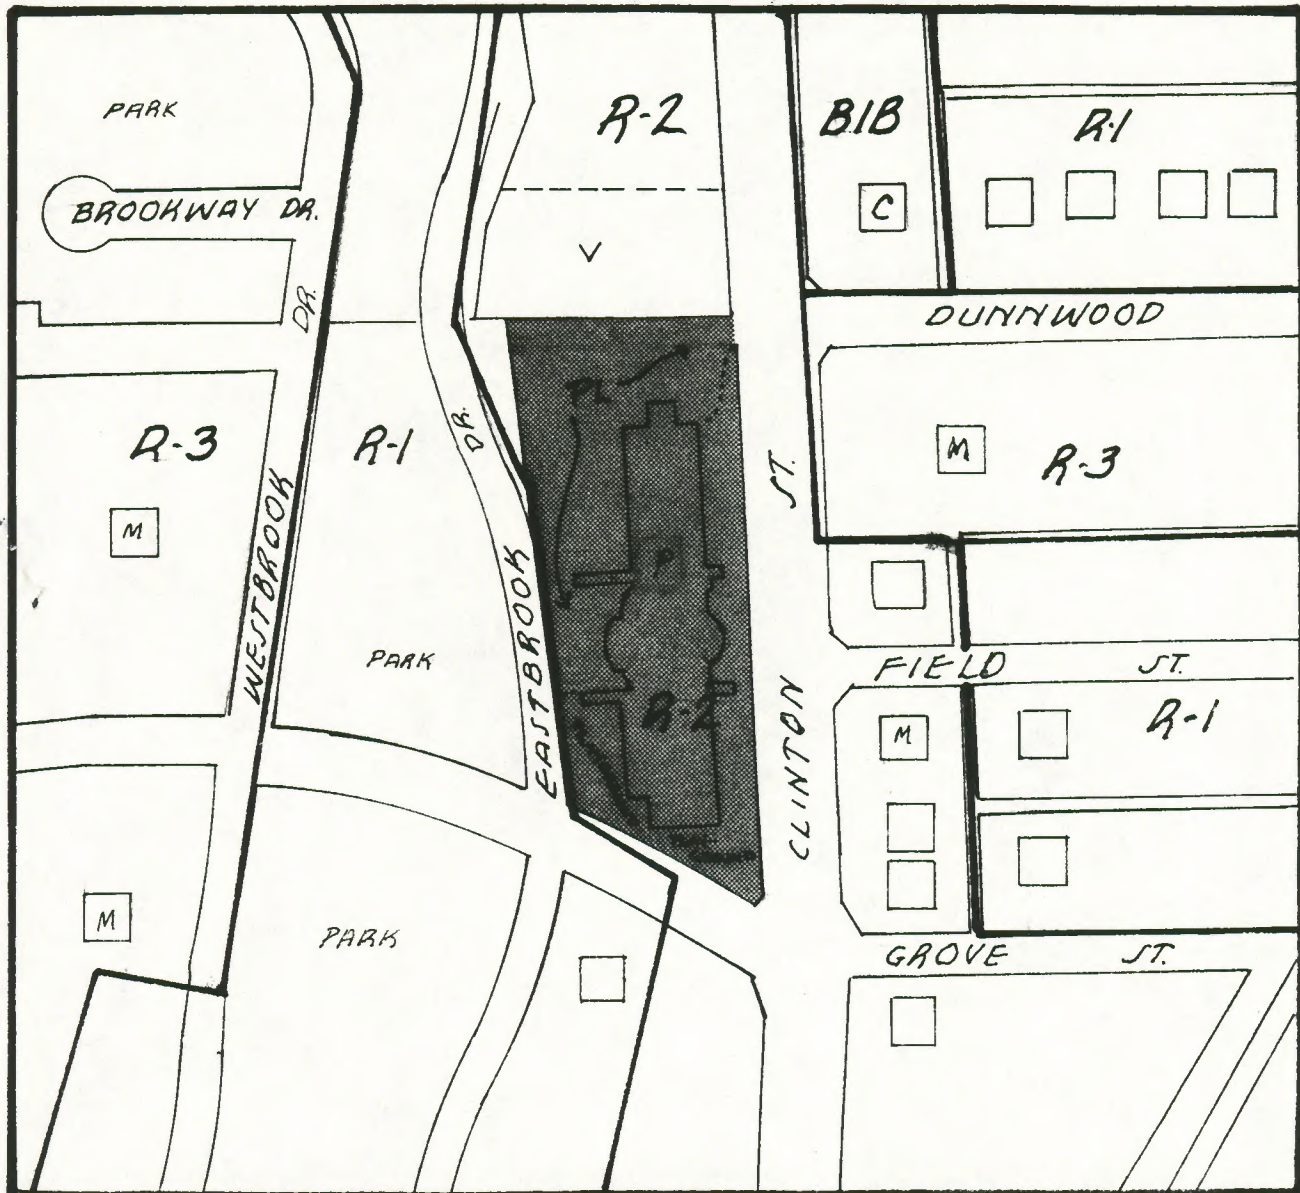 PARK
R-2
B1B
R-1
BROOKWAY DR.
C
V
DR.
DUNNWOOD
PL
R-3
R-1
DR.
M
R-3
ST.
M
WESTBROOK
EASTBROOK
P
PARK
FIELD ST.
R-2
CLINTON
M
R-1
M
PARK
GROVE ST.